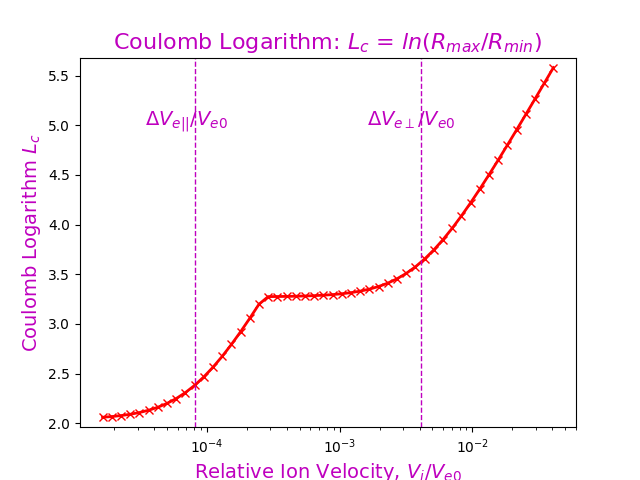 Coulomb Logarithm: L_c = ln(R_max/R_min)
5.5
5.0
4.5
4.0
3.5
3.0
2.5
2.0
Coulomb Logarithm L_c
ΔV_e||/V_e0
ΔV_e⊥/V_e0
10^-4
10^-3
10^-2
Relative Ion Velocity, V_i/V_e0